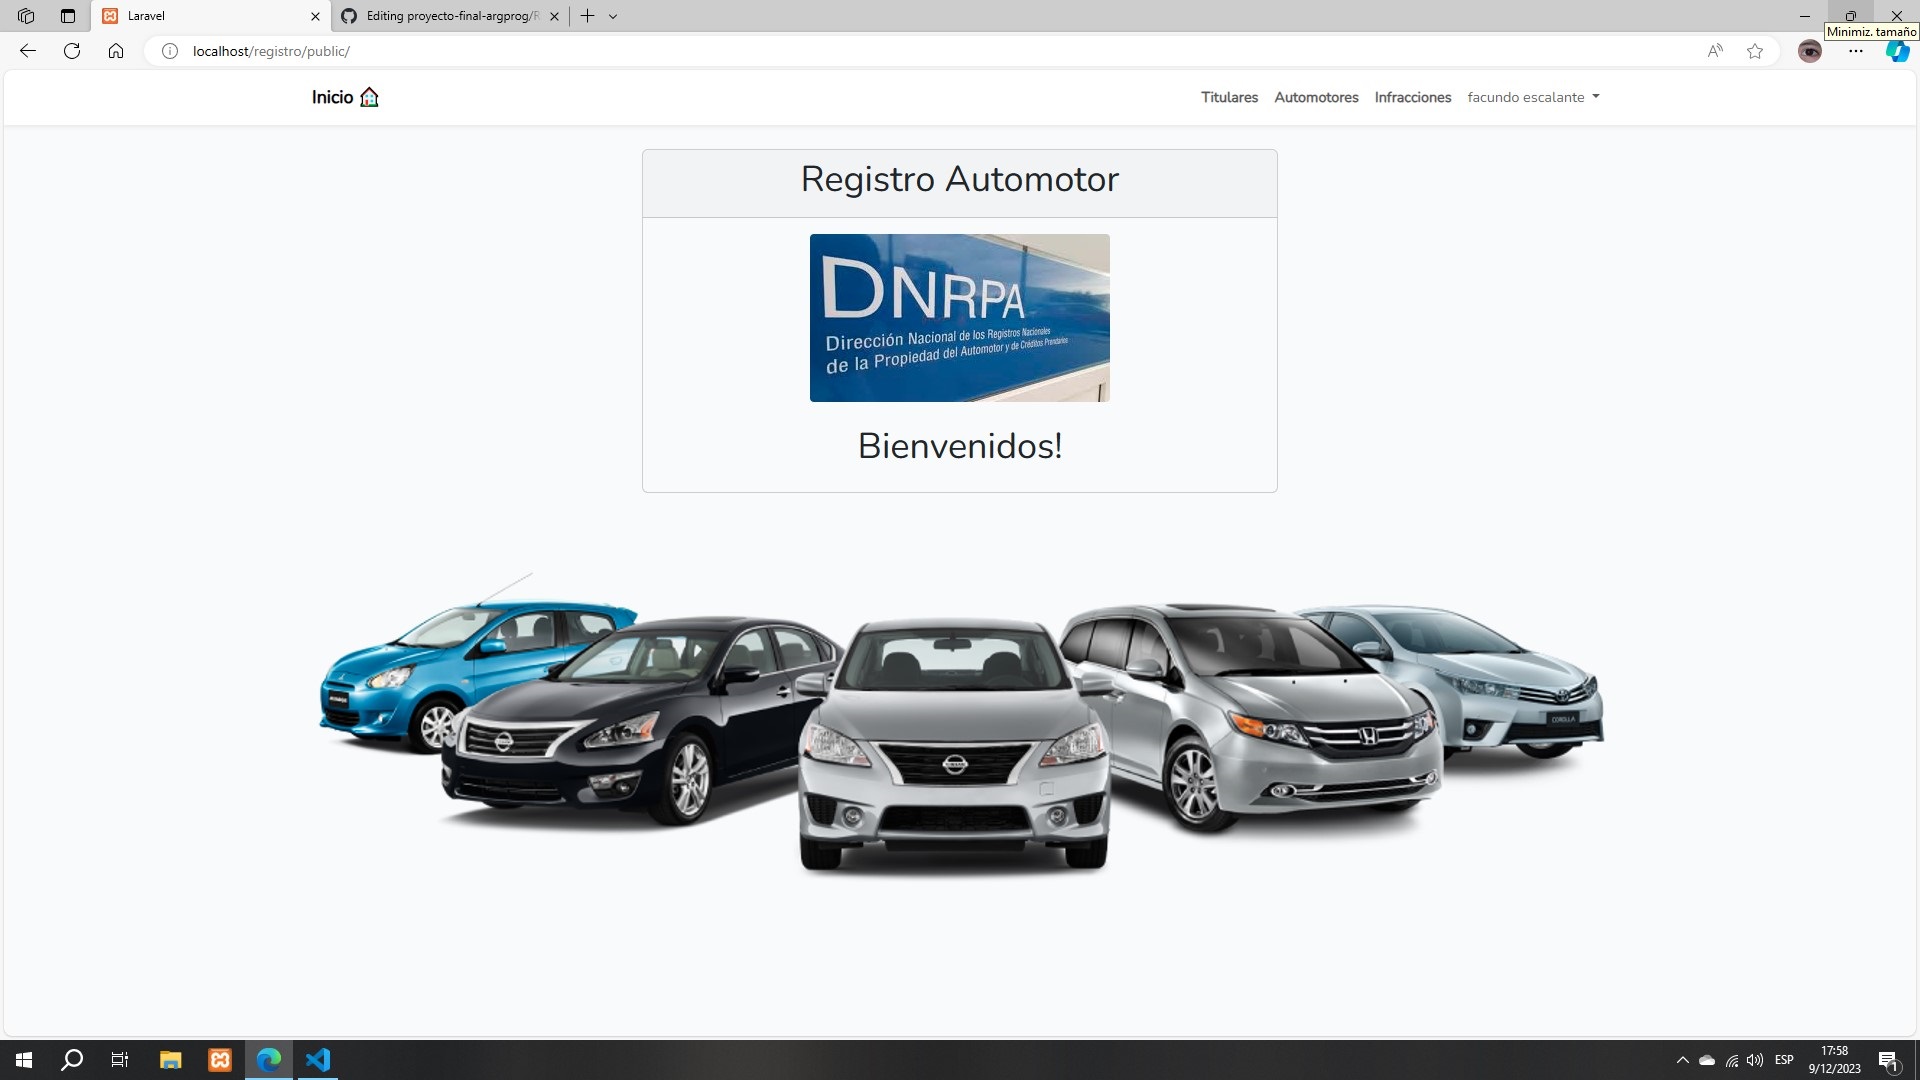 Laravel
Editing proyecto-final-argprog/R
Minimiz. tamaño
localhost/registro/public/
Inicio
Titulares
Automotores
Infracciones
facundo escalante
Registro Automotor
DNRPA
Dirección Nacional de los Registros Nacionales
de la Propiedad del Automotor y de Créditos Prendarios
Bienvenidos!
COROLLA
ESP
17:58
9/12/2023
1